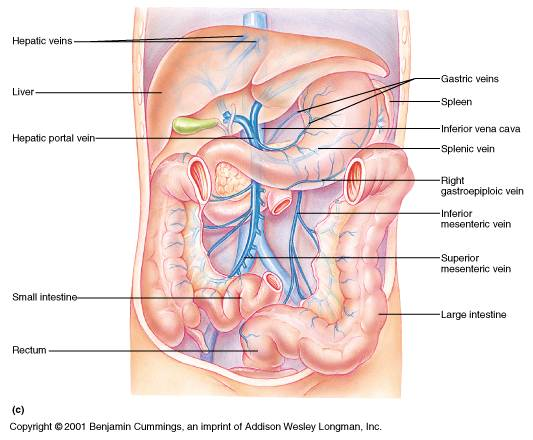 Hepatic veins
Liver
Hepatic portal vein
Small intestine
Rectum
Gastric veins
Spleen
Inferior vena cava
Splenic vein
Right
gastroepiploic vein
Inferior
mesenteric vein
Superior
mesenteric vein
Large intestine
(c)
Copyright © 2001 Benjamin Cummings, an imprint of Addison Wesley Longman, Inc.